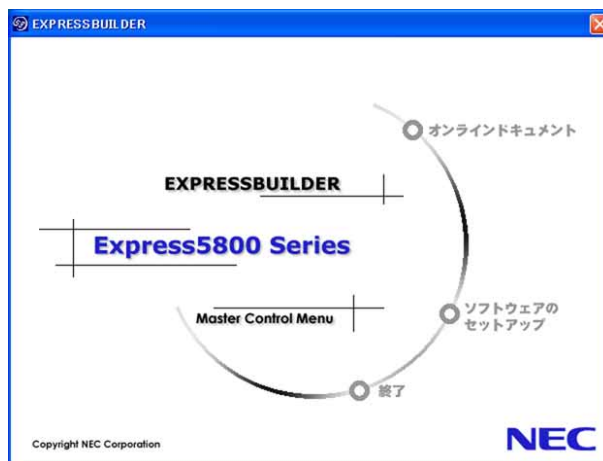 EXPRESSBUILDER
オンラインドキュメント
EXPRESSBUILDER
Express5800 Series
Master Control Menu
ソフトウェアの
セットアップ
終了
Copyright NEC Corporation
NEC